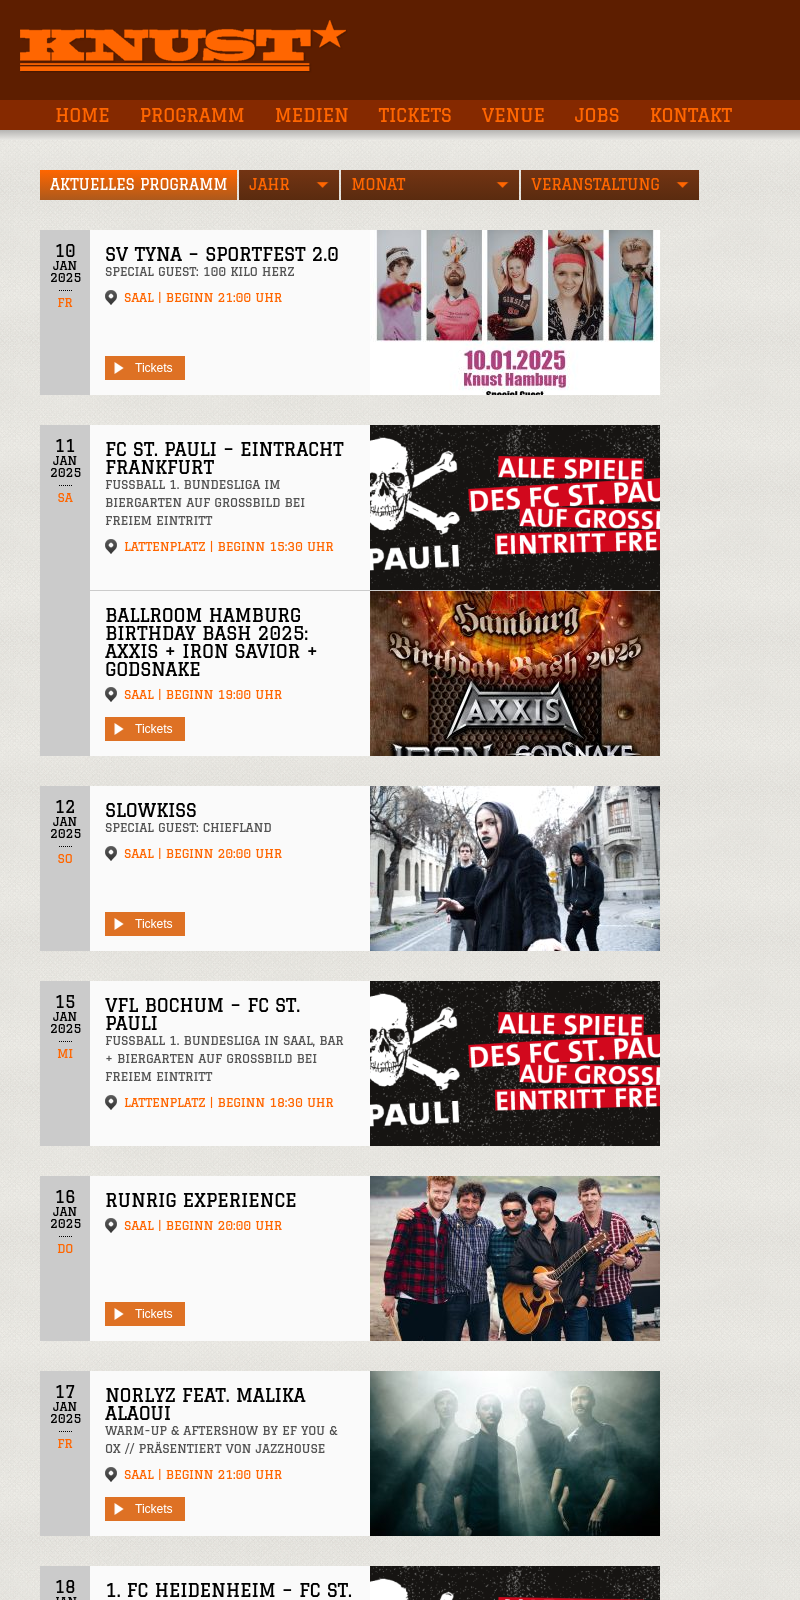 KNUST
HOME PROGRAMM MEDIEN TICKETS VENUE JOBS KONTAKT
AKTUELLES PROGRAMM JAHR MONAT VERANSTALTUNG
10
JAN
2025
FR
SV TYNA – SPORTFEST 2.0
SPECIAL GUEST: 100 KILO HERZ
SAAL | BEGINN 21:00 UHR
Tickets
10.01.2025
Knust Hamburg
Special Guest
11
JAN
2025
SA
FC ST. PAULI – EINTRACHT
FRANKFURT
FUSSBALL 1. BUNDESLIGA IM
BIERGARTEN AUF GROSSBILD BEI
FREIEM EINTRITT
LATTENPLATZ | BEGINN 15:30 UHR
PAULI
ALLE SPIELE
DES FC ST. PAU
AUF GROSS
EINTRITT FRE
BALLROOM HAMBURG
BIRTHDAY BASH 2025:
AXXIS + IRON SAVIOR +
GODSNAKE
SAAL | BEGINN 19:00 UHR
Tickets
Hamburg
Birthday Bash 2025
AXXIS
IRON GODSNAKE
12
JAN
2025
SO
SLOWKISS
SPECIAL GUEST: CHIEFLAND
SAAL | BEGINN 20:00 UHR
Tickets
15
JAN
2025
MI
VFL BOCHUM – FC ST.
PAULI
FUSSBALL 1. BUNDESLIGA IN SAAL, BAR
+ BIERGARTEN AUF GROSSBILD BEI
FREIEM EINTRITT
LATTENPLATZ | BEGINN 18:30 UHR
PAULI
ALLE SPIELE
DES FC ST. PAU
AUF GROSS
EINTRITT FRE
16
JAN
2025
DO
RUNRIG EXPERIENCE
SAAL | BEGINN 20:00 UHR
Tickets
17
JAN
2025
FR
NORLYZ FEAT. MALIKA
ALAOUI
WARM-UP & AFTERSHOW BY EF YOU &
OX // PRÄSENTIERT VON JAZZHOUSE
SAAL | BEGINN 21:00 UHR
Tickets
18
JAN
1. FC HEIDENHEIM – FC ST.